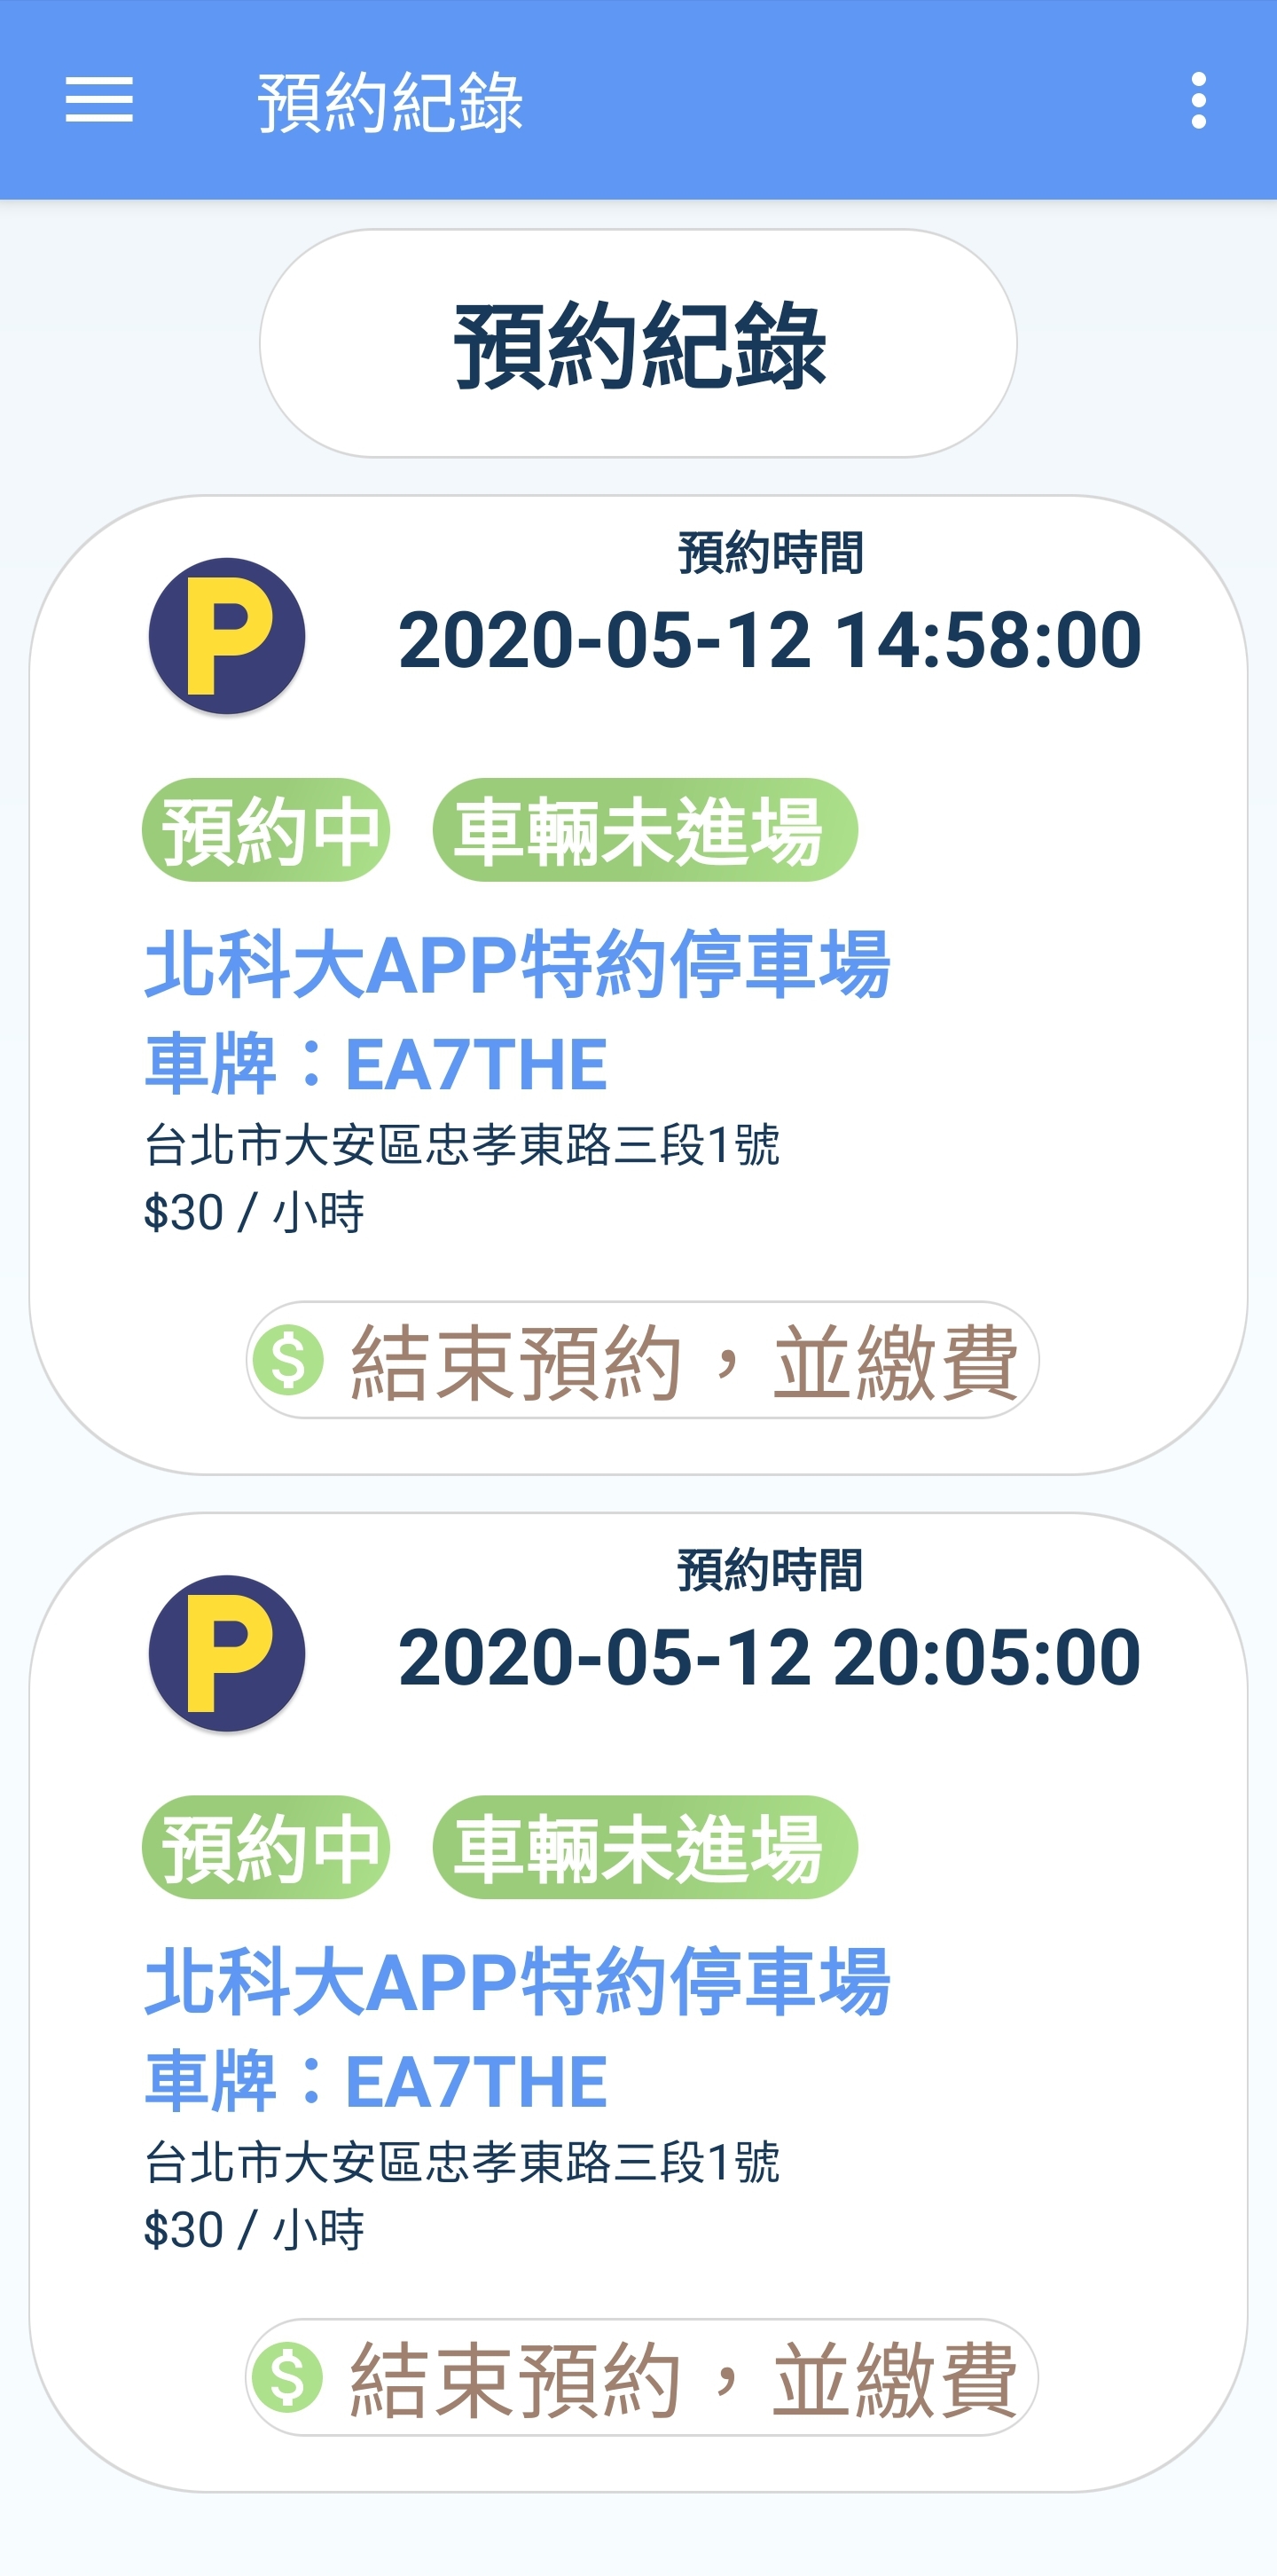 預約紀錄
預約紀錄
預約時間
P
2020-05-12 14:58:00
預約中 車輛未進場
北科大APP特約停車場
車牌：EA7THE
台北市大安區忠孝東路三段1號
$30 / 小時
$ 結束預約，並繳費
預約時間
P
2020-05-12 20:05:00
預約中 車輛未進場
北科大APP特約停車場
車牌：EA7THE
台北市大安區忠孝東路三段1號
$30 / 小時
$ 結束預約，並繳費